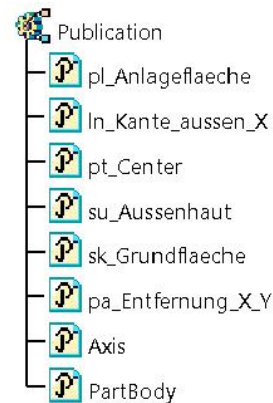 Publication
pl_Anlageflaeche
ln_Kante_aussen_X
pt_Center
su_Aussenhaut
sk_Grundflaeche
pa_Entfernung_X_Y
Axis
PartBody